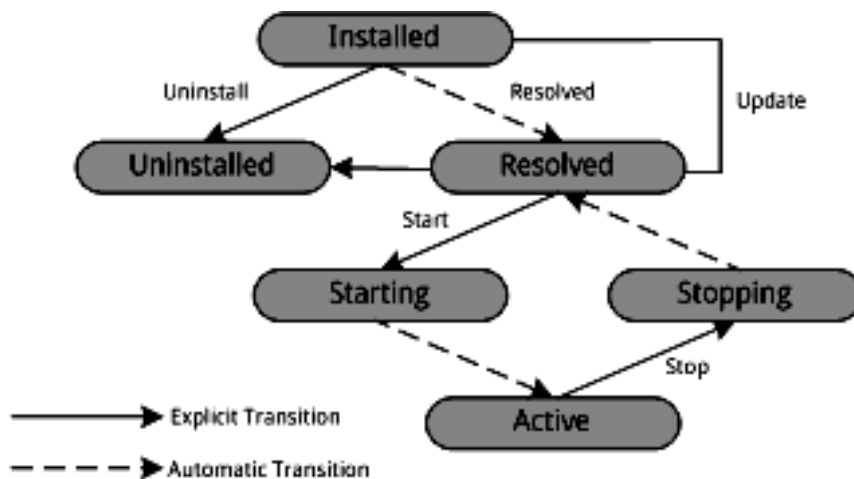 Installed
Uninstall
Resolved
Update
Uninstalled
Resolved
Start
Starting
Stopping
Stop
Active
Explicit Transition
Automatic Transition